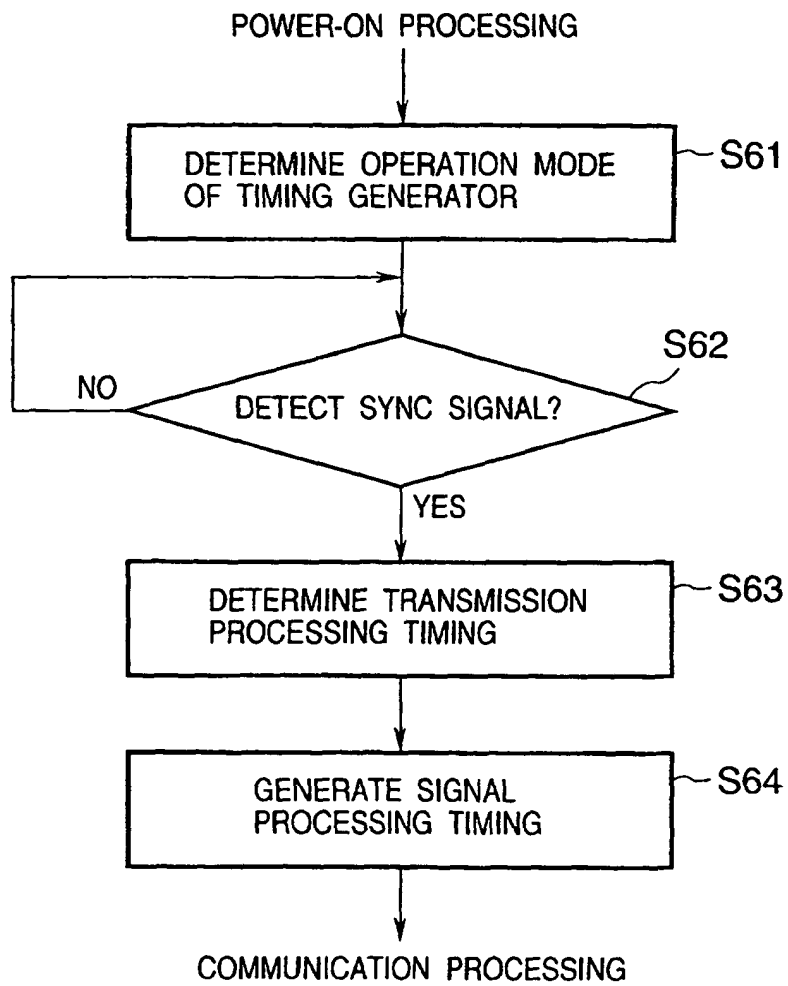 POWER-ON PROCESSING
DETERMINE OPERATION MODE
OF TIMING GENERATOR
S61
S62
NO
DETECT SYNC SIGNAL?
YES
DETERMINE TRANSMISSION
PROCESSING TIMING
S63
GENERATE SIGNAL
PROCESSING TIMING
S64
COMMUNICATION PROCESSING